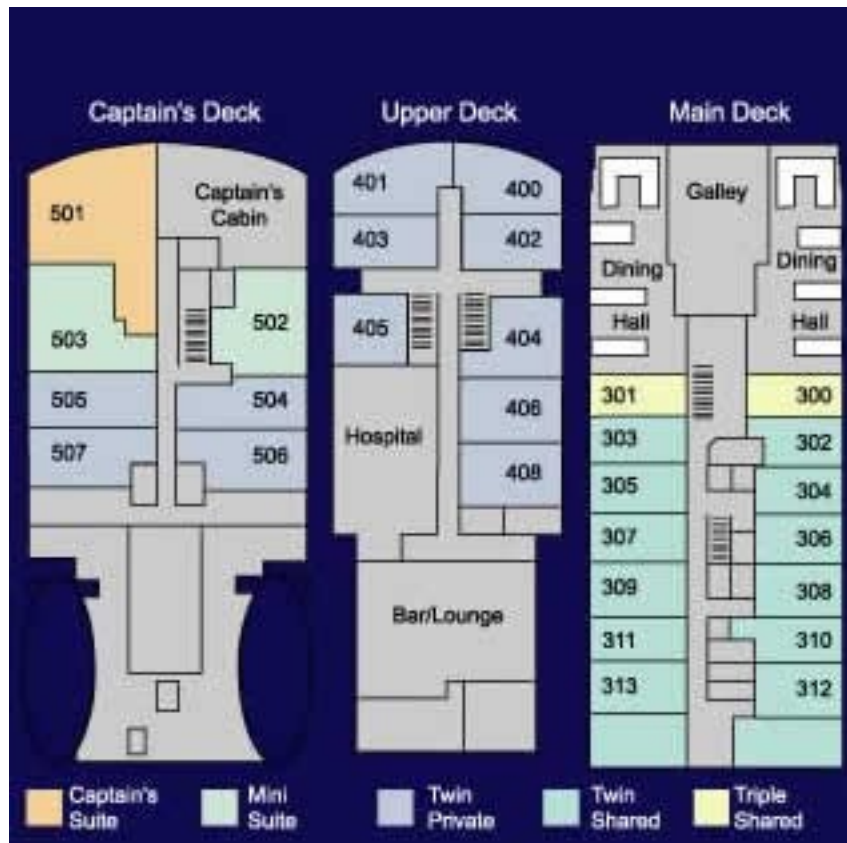 Captain's Deck
Upper Deck
Main Deck
501
Captain's
Cabin
503
502
505
504
507
506
401
400
403
402
405
404
Hospital
406
408
Bar/Lounge
Galley
Dining
Hall
Dining
Hall
301
300
303
302
305
304
307
306
309
308
311
310
313
312
Captain's
Suite
Mini
Suite
Twin
Private
Twin
Shared
Triple
Shared